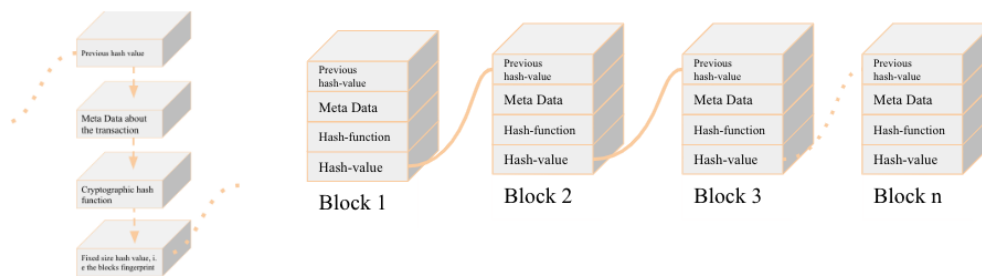 Previous hash value
Meta Data about
the transaction
Cryptographic hash
function
Fixed size hash value, i.
e the blocks fingerprint
Previous
hash-value
Meta Data
Hash-function
Hash-value
Block 1
Previous
hash-value
Meta Data
Hash-function
Hash-value
Block 2
Previous
hash-value
Meta Data
Hash-function
Hash-value
Block 3
Previous
hash-value
Meta Data
Hash-function
Hash-value
Block n